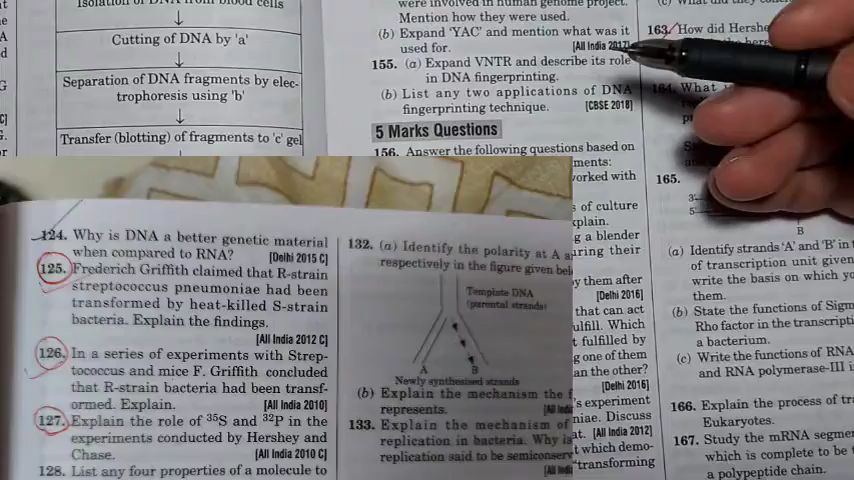 Isolation of DNA from blood cells
Cutting of DNA by 'a'
Separation of DNA fragments by elec-
trophoresis using 'b'
Transfer (blotting) of fragments to 'c' gel
were involved in human genome project.
Mention how they were used.
(b) Expand 'YAC' and mention what was it
used for. [All India 2017]
155. (a) Expand VNTR and describe its role
in DNA fingerprinting.
(b) List any two applications of DNA
fingerprinting technique. [CBSE 2018]
5 Marks Questions
156. Answer the following questions based on
ments:
worked with
s of culture
plain.
g a blender
uring their
by them after
[Delhi 2016]
that can act
ulfill. Which
t fulfilled by
g one of them
an the other?
[Delhi 2016]
's experiment
niae. Discuss
at. [All India 2012]
t which demo-
"transforming
163. How did Hershe
164. What
165.
3'
5'
B
(a) Identify strands 'A' and 'B' in t
of transcription unit given
write the basis on which yo
them.
(b) State the functions of Sigm
Rho factor in the transcripti
a bacterium.
(c) Write the functions of RNA
and RNA polymerase-III i
166. Explain the process of tra
Eukaryotes.
167. Study the mRNA segme
which is complete to be t
a polypeptide chain.
124. Why is DNA a better genetic material
when compared to RNA? [Delhi 2015 C]
125. Frederich Griffith claimed that R-strain
streptococcus pneumoniae had been
transformed by heat-killed S-strain
bacteria. Explain the findings.
[All India 2012 C]
126. In a series of experiments with Strep-
tococcus and mice F. Griffith concluded
that R-strain bacteria had been transf-
ormed. Explain. [All India 2010]
127. Explain the role of ³⁵S and ³²P in the
experiments conducted by Hershey and
Chase. [All India 2010 C]
128. List any four properties of a molecule to
132. (a) Identify the polarity at A a
respectively in the figure given bel
Template DNA
(parental strands)
A B
Newly synthesised strands
(b) Explain the mechanism the f
represents. [All Indi
133. Explain the mechanism of
replication in bacteria. Why is
replication said to be semiconserv
[All Indi